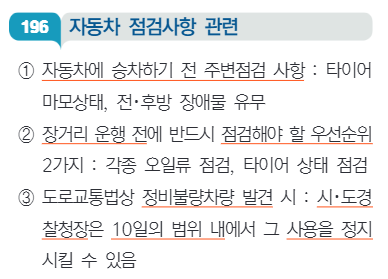 196 자동차 점검사항 관련
① 자동차에 승차하기 전 주변점검 사항 : 타이어
마모상태, 전·후방 장애물 유무
② 장거리 운행 전에 반드시 점검해야 할 우선순위
2가지 : 각종 오일류 점검, 타이어 상태 점검
③ 도로교통법상 정비불량차량 발견 시 : 시·도경
찰청장은 10일의 범위 내에서 그 사용을 정지
시킬 수 있음